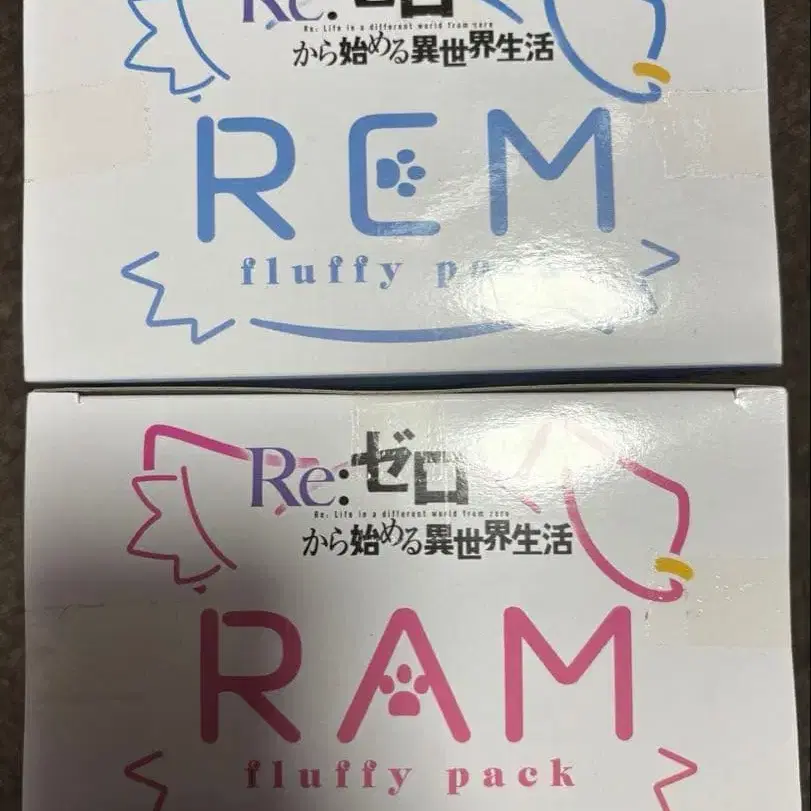 Re:ゼロ
Re: Life in a different world from zero
から始める異世界生活
REM
fluffy
Re:ゼロ
Re: Life in a different world from zero
から始める異世界生活
RAM
fluffy pack